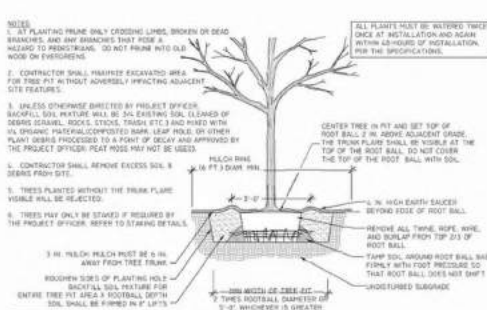 NOTES:
1. AT PLANTING PRUNE ONLY CROSSING LIMBS, BROKEN OR DEAD
BRANCHES, AND ANY BRANCHES THAT POSE A
HAZARD TO PEDESTRIANS. DO NOT PRUNE INTO OLD
WOOD ON EVERGREENS.
2. CONTRACTOR SHALL MAXIMIZE EXCAVATED AREA
FOR TREE PIT WITHOUT ADVERSELY IMPACTING ADJACENT
SITE FEATURES.
3. UNLESS OTHERWISE DIRECTED BY PROJECT OFFICER,
BACKFILL SOIL MIXTURE WILL BE 3/4 EXISTING SOIL CLEANED OF
DEBRIS (GRAVEL, ROCKS, STICKS, TRASH, ETC.) AND MIXED WITH
1/4 ORGANIC MATERIAL(COMPOSTED BARK, LEAF MOLD, OR OTHER
PLANT DEBRIS PROCESSED TO A POINT OF DECAY AND APPROVED BY
THE PROJECT OFFICER. PEAT MOSS MAY NOT BE USED).
4. CONTRACTOR SHALL REMOVE EXCESS SOIL &
DEBRIS FROM SITE.
5. TREES PLANTED WITHOUT THE TRUNK FLARE
VISIBLE WILL BE REJECTED.
6. TREES MAY ONLY BE STAKED IF REQUIRED BY
THE PROJECT OFFICER. REFER TO STAKING DETAILS.
ALL PLANTS MUST BE WATERED TWICE
ONCE AT INSTALLATION AND AGAIN
WITHIN 48-HOURS OF INSTALLATION,
PER THE SPECIFICATIONS.
CENTER TREE IN PIT AND SET TOP OF
ROOT BALL 2 IN. ABOVE ADJACENT GRADE.
THE TRUNK FLARE SHALL BE VISIBLE AT THE
TOP OF THE ROOT BALL. DO NOT COVER
THE TOP OF THE ROOT BALL WITH SOIL.
MULCH RING
(6 FT.) DIAM. MIN.
3'-0"
4 IN. HIGH EARTH SAUCER
BEYOND EDGE OF ROOT BALL
REMOVE ALL TWINE, ROPE, WIRE,
AND BURLAP FROM TOP 2/3 OF
ROOT BALL
TAMP SOIL AROUND ROOT BALL BASE
FIRMLY WITH FOOT PRESSURE SO
THAT ROOT BALL DOES NOT SHIFT
UNDISTURBED SUBGRADE
3 IN. MULCH. MULCH MUST BE 6 IN.
AWAY FROM TREE TRUNK
ROUGHEN SIDES OF PLANTING HOLE
BACKFILL SOIL MIXTURE FOR
ENTIRE TREE PIT AREA X ROOTBALL DEPTH
SOIL SHALL BE FIRMED IN 6" LIFTS
MIN WIDTH OF TREE PIT
TIMES ROOTBALL DIAMETER OR
5'-0", WHICHEVER IS GREATER